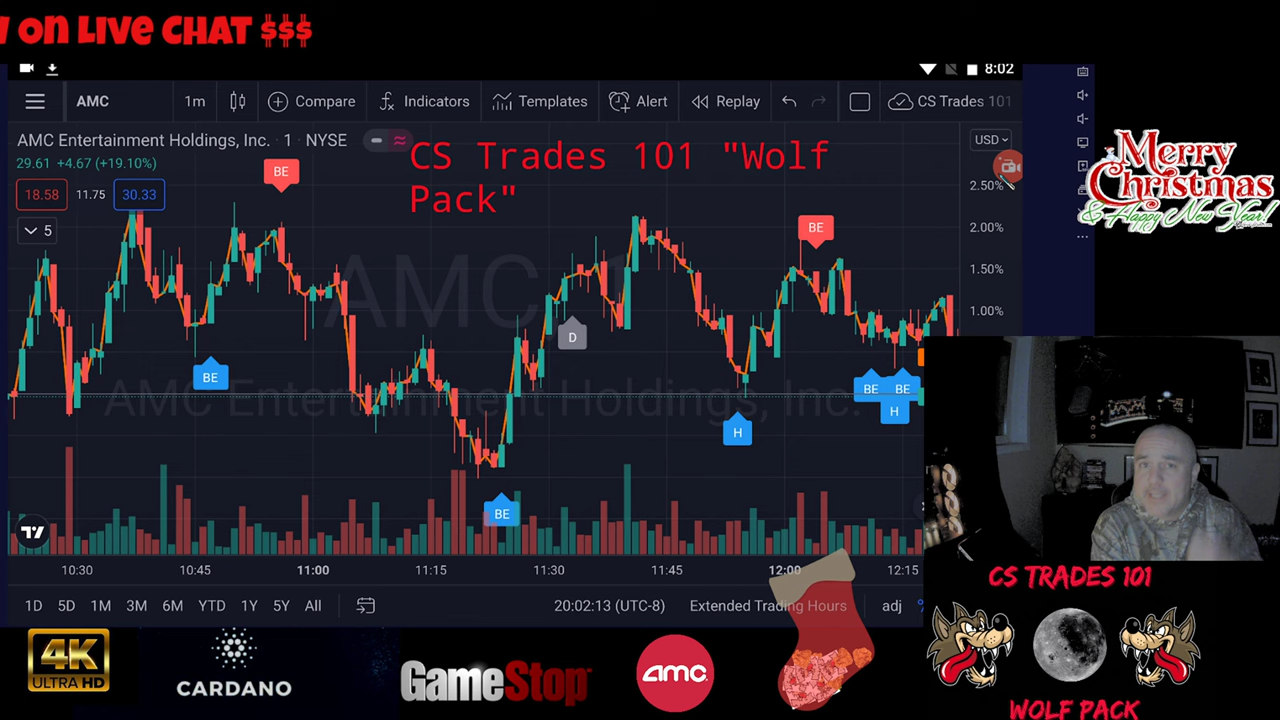 W ON LIVE CHAT $$$
8:02
AMC 1m Compare Indicators Templates Alert Replay CS Trades 101
AMC Entertainment Holdings, Inc. · 1 · NYSE
USD
29.61 +4.67 (+19.10%)
18.58 11.75 30.33
5
CS Trades 101 "Wolf
Pack"
Merry
Christmas
& Happy New Year!
2.50%
2.00%
1.50%
1.00%
BE
BE
D
BE
BE BE
H
H
BE
AMC
AMC Entertainment Holdings, Inc.
10:30 10:45 11:00 11:15 11:30 11:45 12:00 12:15
1D 5D 1M 3M 6M YTD 1Y 5Y All 20:02:13 (UTC-8) Extended Trading Hours adj %
CS TRADES 101
4K
ULTRA HD
CARDANO
GameStop
amc
WOLF PACK